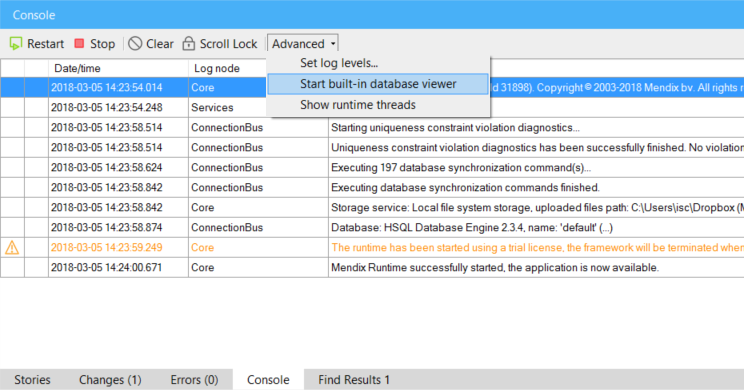 Console
Restart Stop Clear Scroll Lock Advanced
Set log levels...
Date/time Log node
Start built-in database viewer
2018-03-05 14:23:54.014 Core d 31898). Copyright © 2003-2018 Mendix bv. All rights r
Show runtime threads
2018-03-05 14:23:54.248 Services
2018-03-05 14:23:58.514 ConnectionBus Starting uniqueness constraint violation diagnostics...
2018-03-05 14:23:58.514 ConnectionBus Uniqueness constraint violation diagnostics has been successfully finished. No violation
2018-03-05 14:23:58.624 ConnectionBus Executing 197 database synchronization command(s)...
2018-03-05 14:23:58.842 ConnectionBus Executing database synchronization commands finished.
2018-03-05 14:23:58.842 Core Storage service: Local file system storage, uploaded files path: C:\Users\isc\Dropbox (M
2018-03-05 14:23:58.874 ConnectionBus Database: HSQL Database Engine 2.3.4, name: 'default' (...)
2018-03-05 14:23:59.249 Core The runtime has been started using a trial license, the framework will be terminated when
2018-03-05 14:24:00.671 Core Mendix Runtime successfully started, the application is now available.
Stories Changes (1) Errors (0) Console Find Results 1